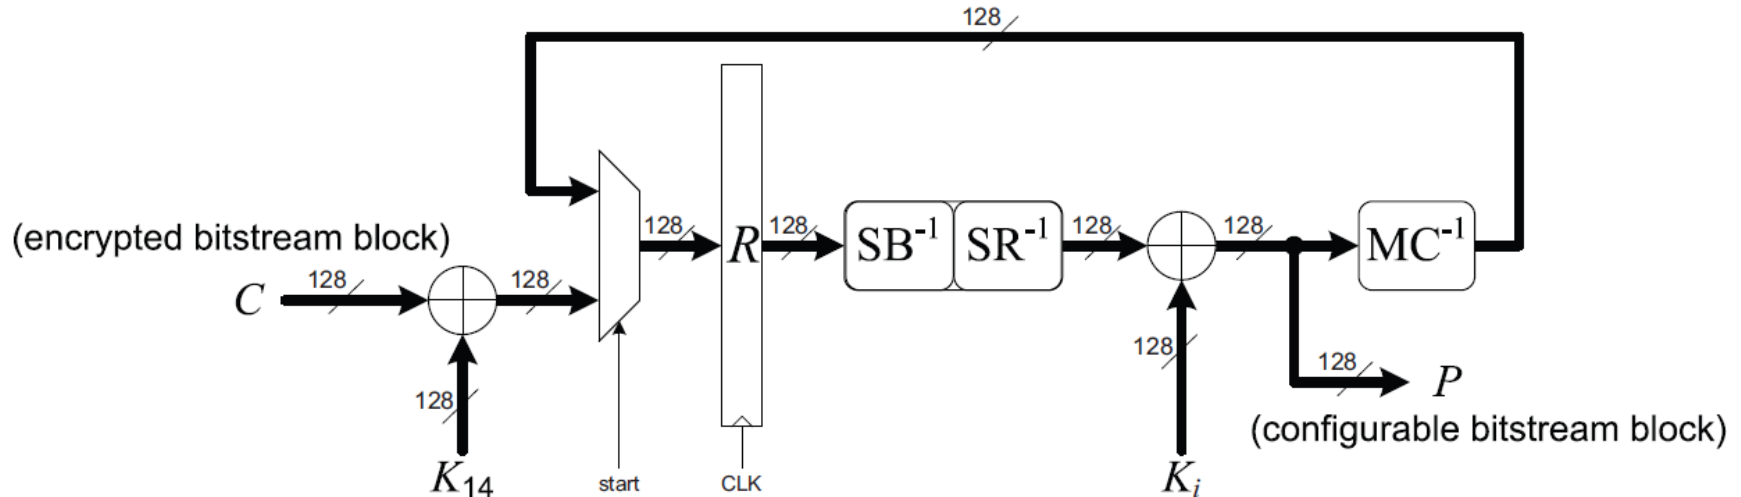 128
(encrypted bitstream block)
C
128
128
128
K₁₄
start
128
R
CLK
128
SB⁻¹
SR⁻¹
128
128
Kᵢ
128
MC⁻¹
128
P
(configurable bitstream block)